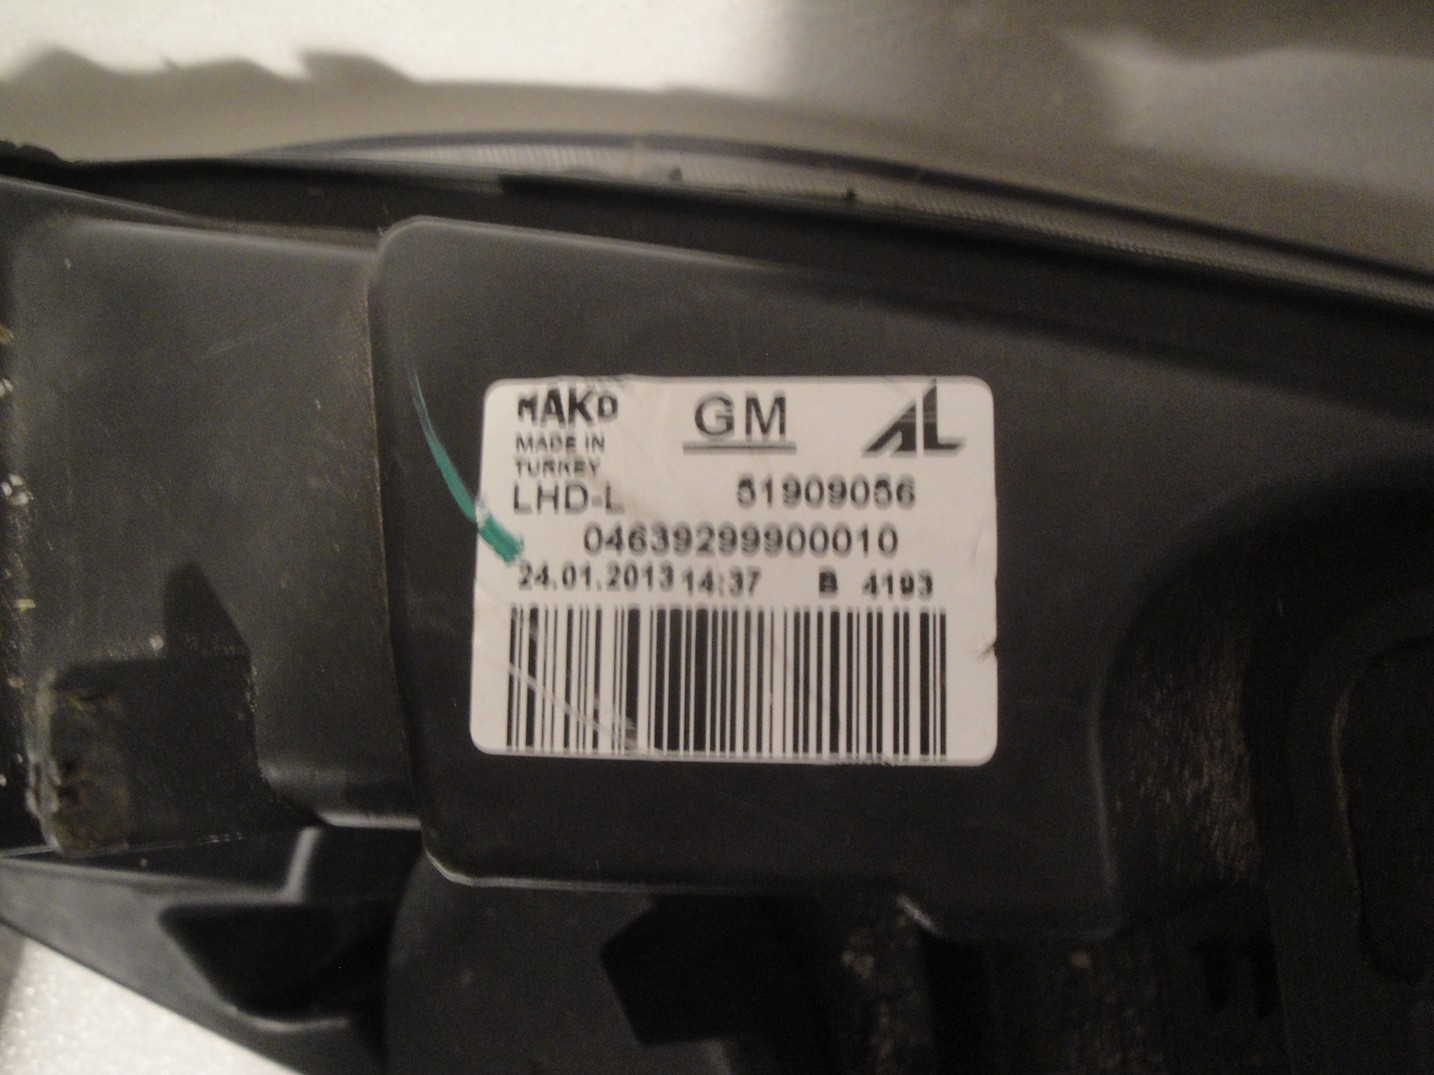 MAKO GM AL
MADE IN
TURKEY
LHD-L 51909056
04639299900010
24.01.2013 14:37 B 4193